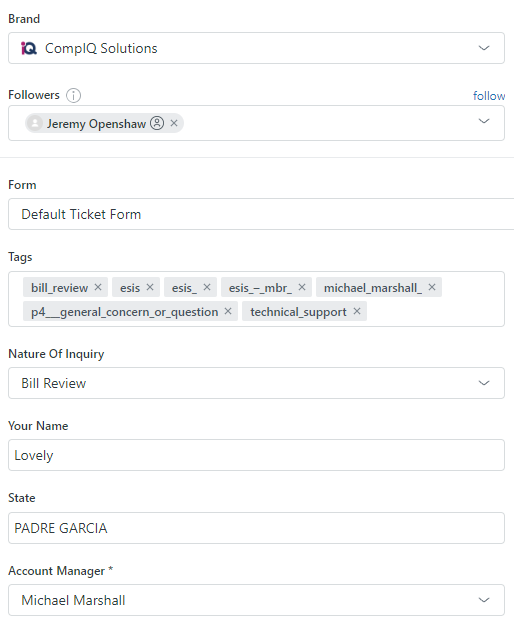 Brand
iQ CompIQ Solutions
Followers follow
Jeremy Openshaw ×
Form
Default Ticket Form
Tags
bill_review × esis × esis_ × esis_–_mbr_ × michael_marshall_ ×
p4___general_concern_or_question × technical_support ×
Nature Of Inquiry
Bill Review
Your Name
Lovely
State
PADRE GARCIA
Account Manager *
Michael Marshall